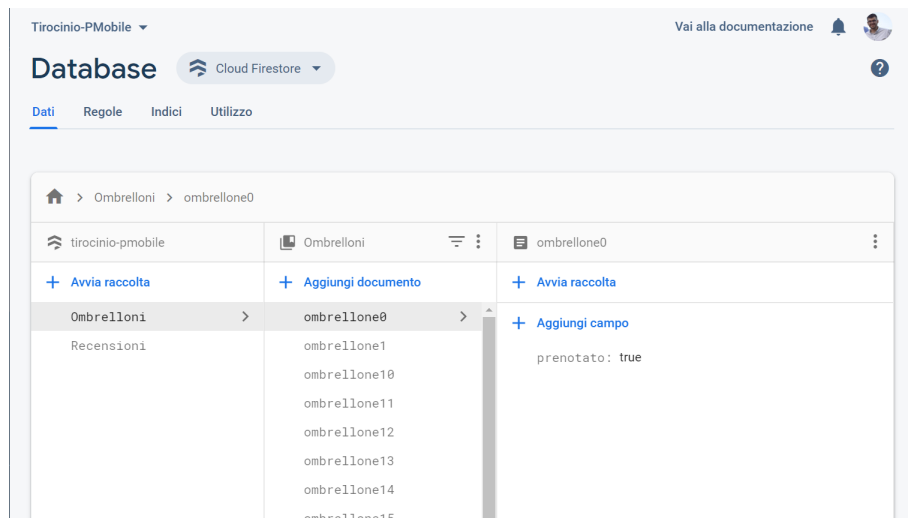 Tirocinio-PMobile
Vai alla documentazione
Database
Cloud Firestore
?
Dati Regole Indici Utilizzo
> Ombrelloni > ombrellone0
tirocinio-pmobile
Ombrelloni
ombrellone0
+ Avvia raccolta
+ Aggiungi documento
+ Avvia raccolta
Ombrelloni
Recensioni
ombrellone0
ombrellone1
ombrellone10
ombrellone11
ombrellone12
ombrellone13
ombrellone14
ombrellone15
+ Aggiungi campo
prenotato: true